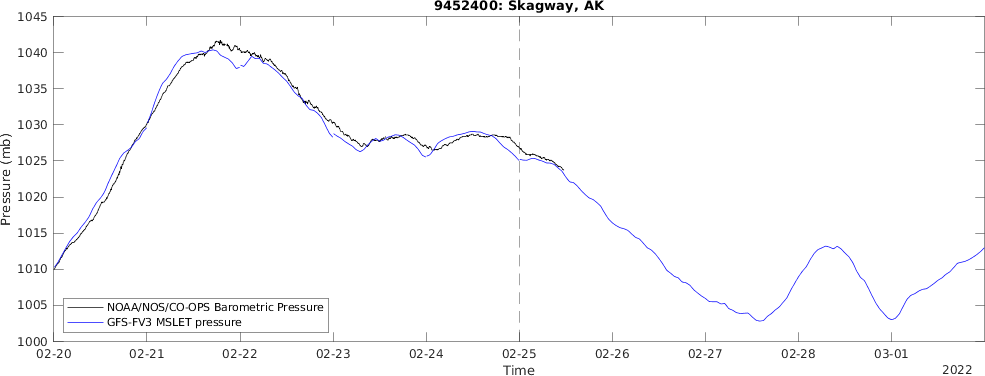 9452400: Skagway, AK
1045
1040
1035
1030
1025
1020
1015
1010
1005
1000
Pressure (mb)
NOAA/NOS/CO-OPS Barometric Pressure
GFS-FV3 MSLET pressure
02-20 02-21 02-22 02-23 02-24 02-25 02-26 02-27 02-28 03-01
Time
2022